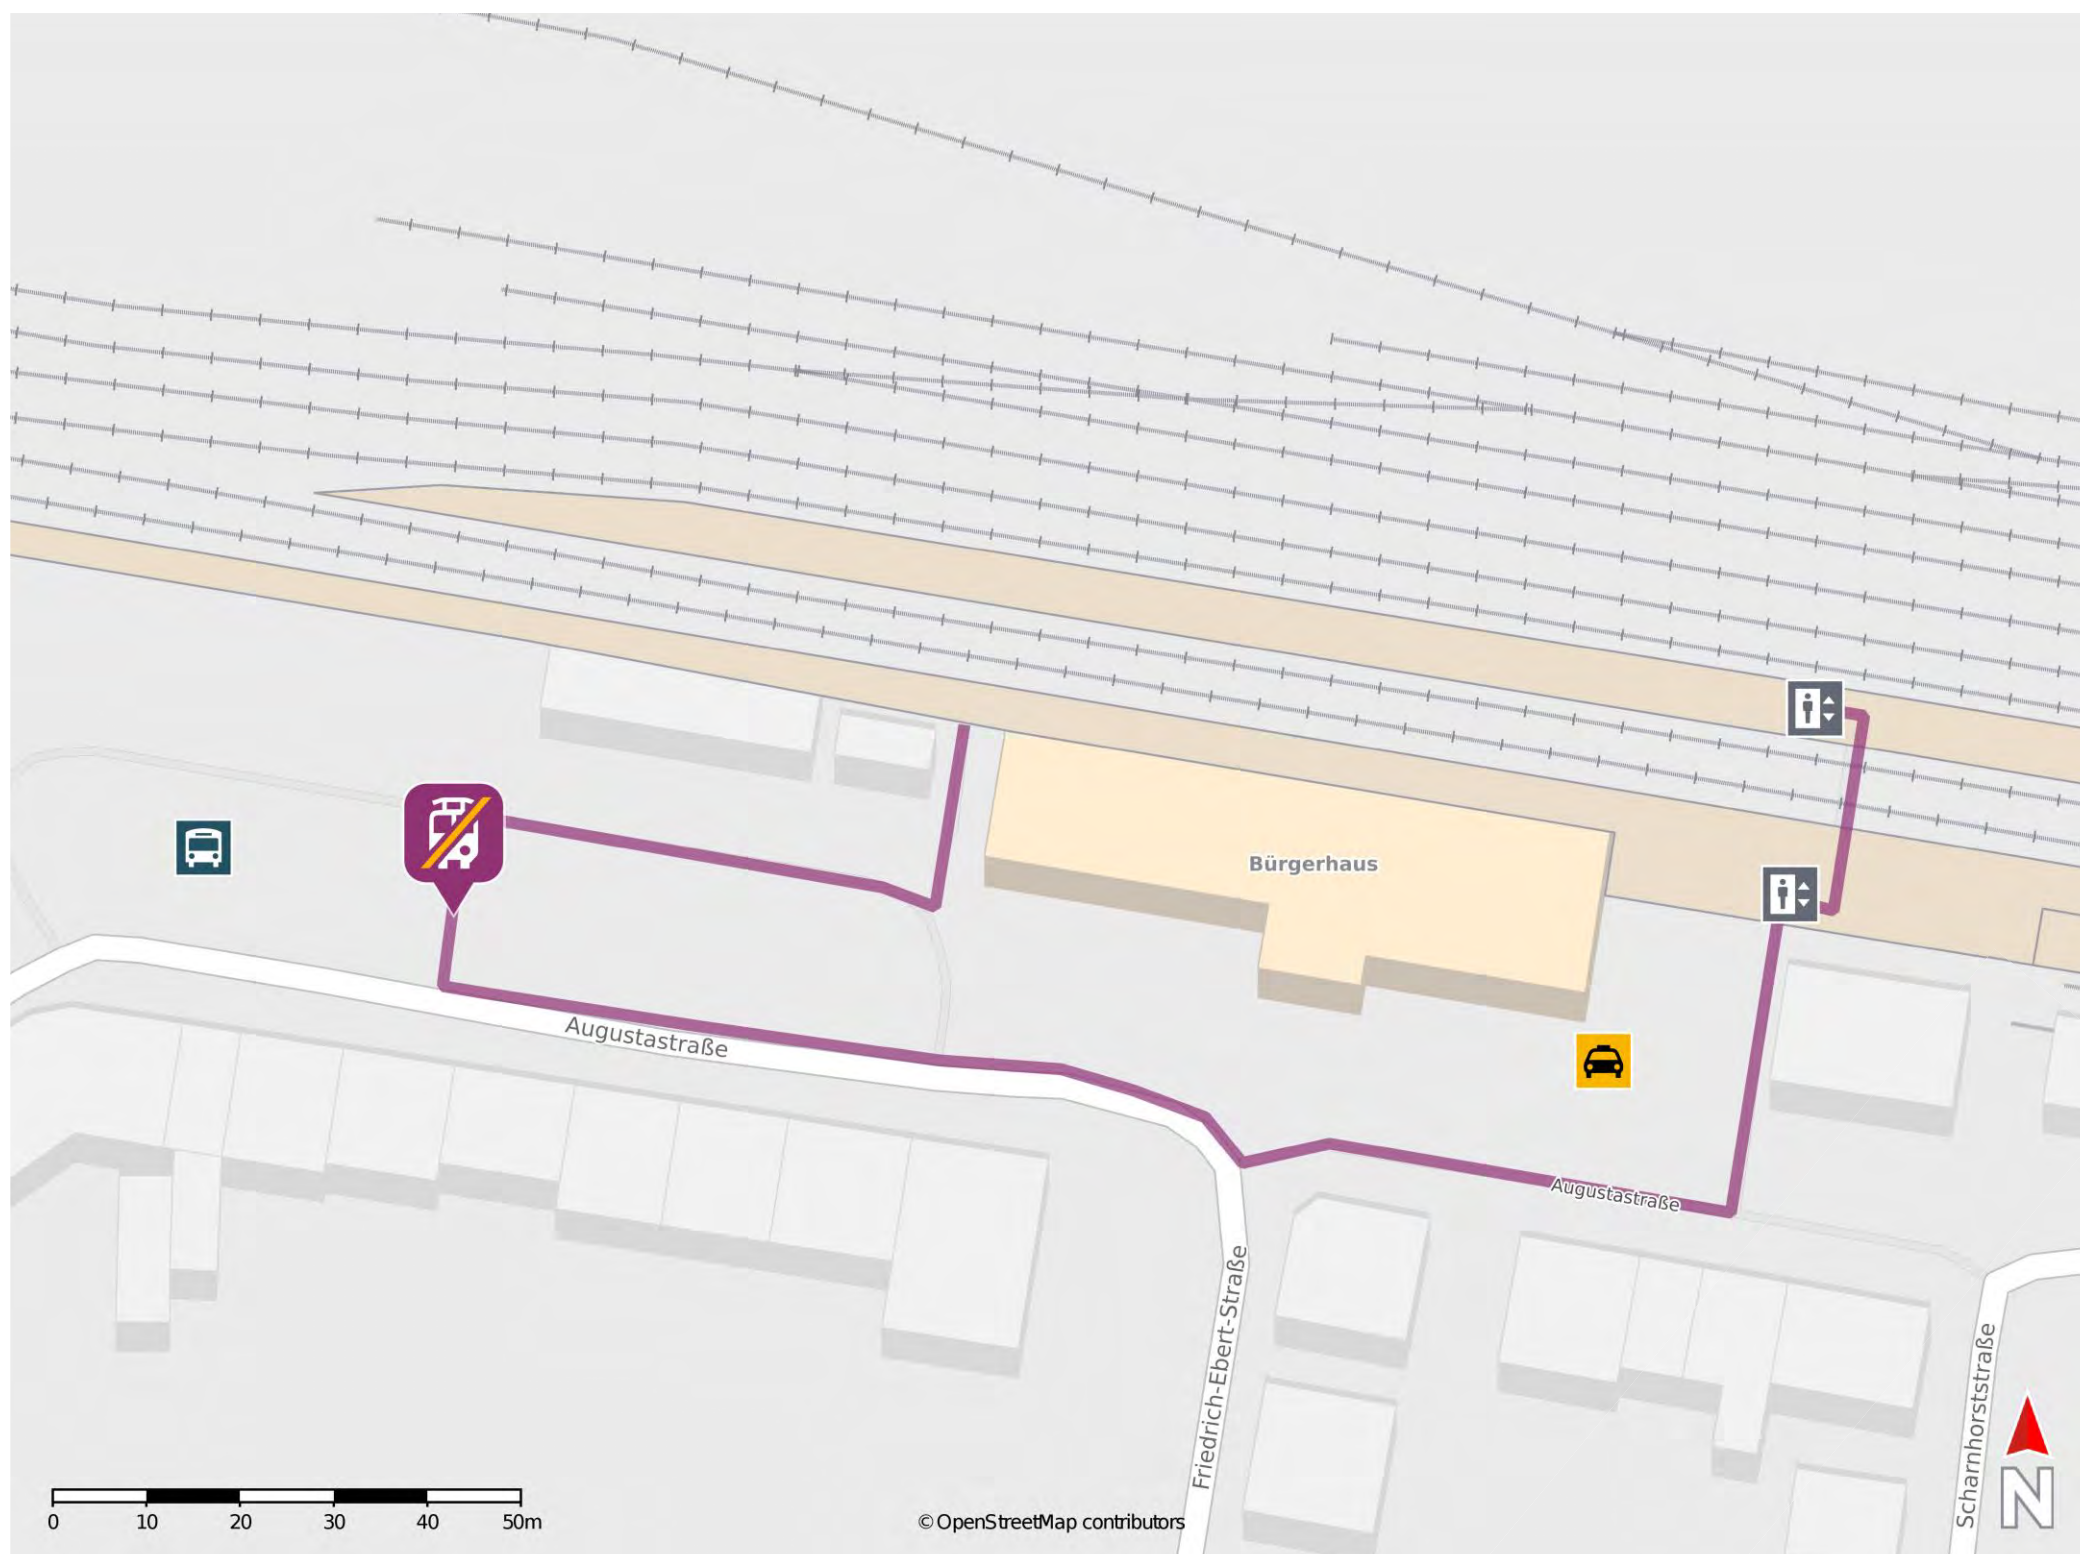 Bürgerhaus
Augustastraße
Augustastraße
Friedrich-Ebert-Straße
Scharnhorststraße
N
0 10 20 30 40 50m
© OpenStreetMap contributors